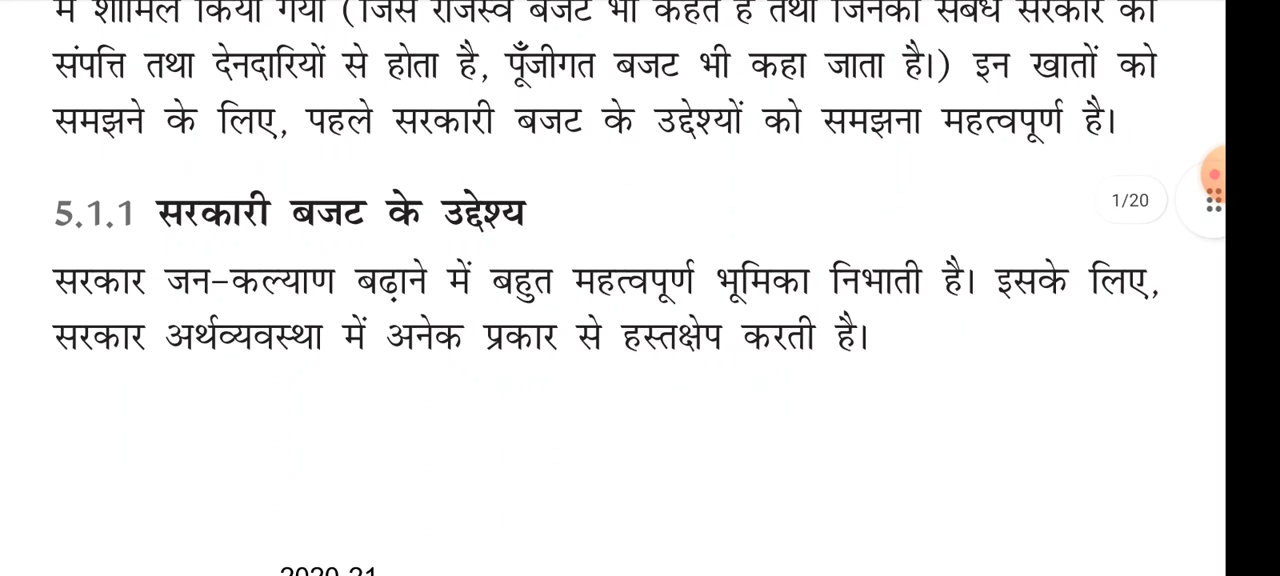 में शामिल किया गया (जिसे राजस्व बजट भी कहते हैं तथा जिनका संबंध सरकार की
संपत्ति तथा देनदारियों से होता है, पूँजीगत बजट भी कहा जाता है।) इन खातों को
समझने के लिए, पहले सरकारी बजट के उद्देश्यों को समझना महत्वपूर्ण है।
5.1.1 सरकारी बजट के उद्देश्य
1/20
सरकार जन-कल्याण बढ़ाने में बहुत महत्वपूर्ण भूमिका निभाती है। इसके लिए,
सरकार अर्थव्यवस्था में अनेक प्रकार से हस्तक्षेप करती है।
2020-21